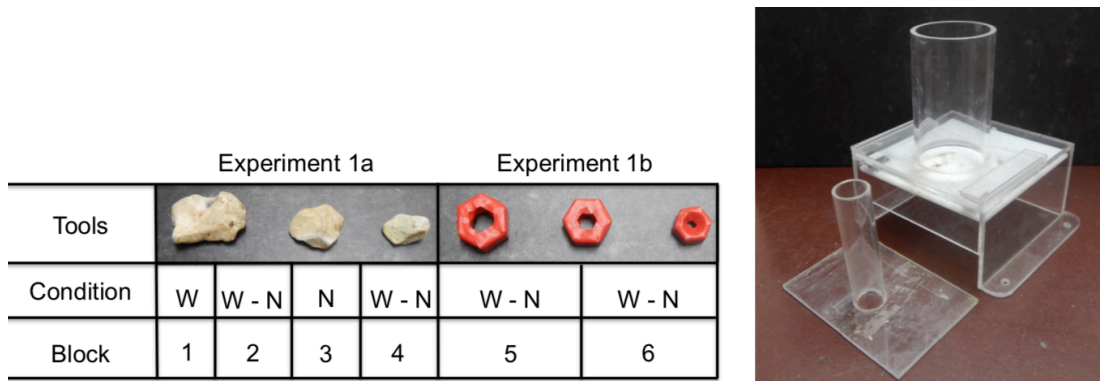 Experiment 1a Experiment 1b
Tools
Condition W W - N N W - N W - N W - N
Block 1 2 3 4 5 6